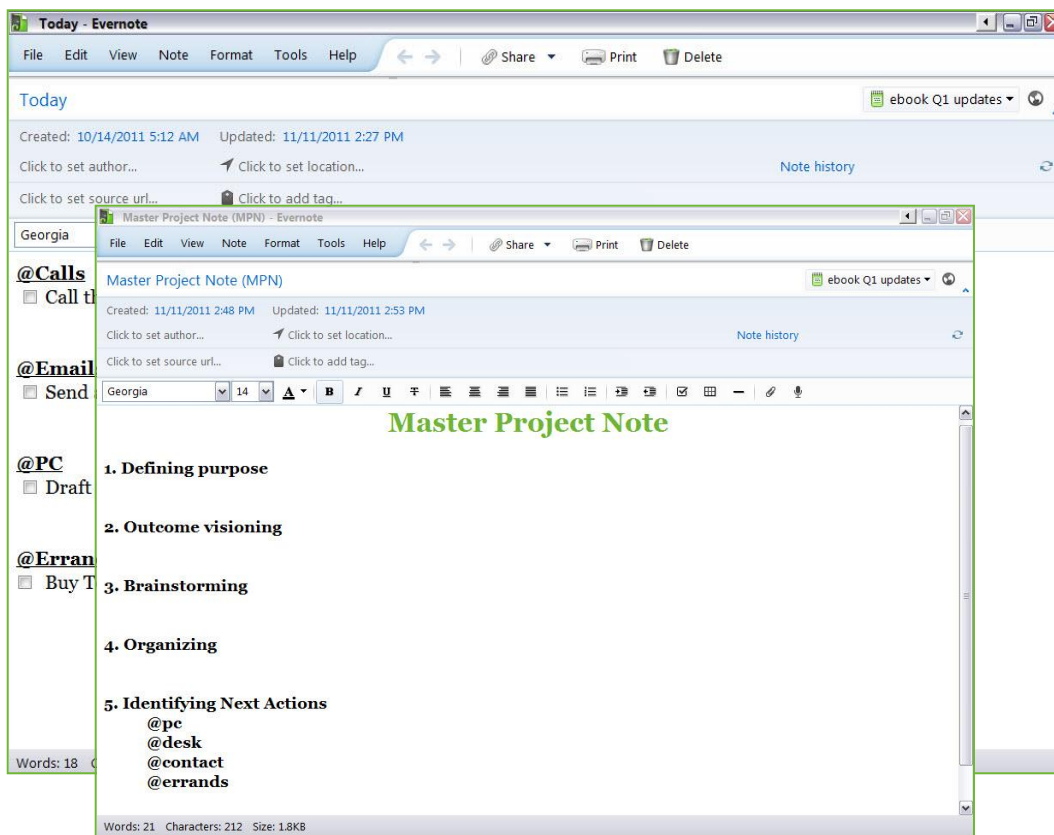 Today - Evernote
File Edit View Note Format Tools Help Share Print Delete
Today ebook Q1 updates
Created: 10/14/2011 5:12 AM Updated: 11/11/2011 2:27 PM
Click to set author... Click to set location... Note history
Click to set source url... Click to add tag...
Georgia
@Calls
Call
@Email
Send
@PC
Draft
Buy
Words: 18
Master Project Note (MPN) - Evernote
File Edit View Note Format Tools Help Share Print Delete
Master Project Note (MPN) ebook Q1 updates
Created: 11/11/2011 2:48 PM Updated: 11/11/2011 2:53 PM
Click to set author... Click to set location... Note history
Click to set source url... Click to add tag...
Georgia 14 A B I U T
Master Project Note
1. Defining purpose
2. Outcome visioning
3. Brainstorming
4. Organizing
5. Identifying Next Actions
@pc
@desk
@contact
@errands
Words: 21 Characters: 212 Size: 1.8KB